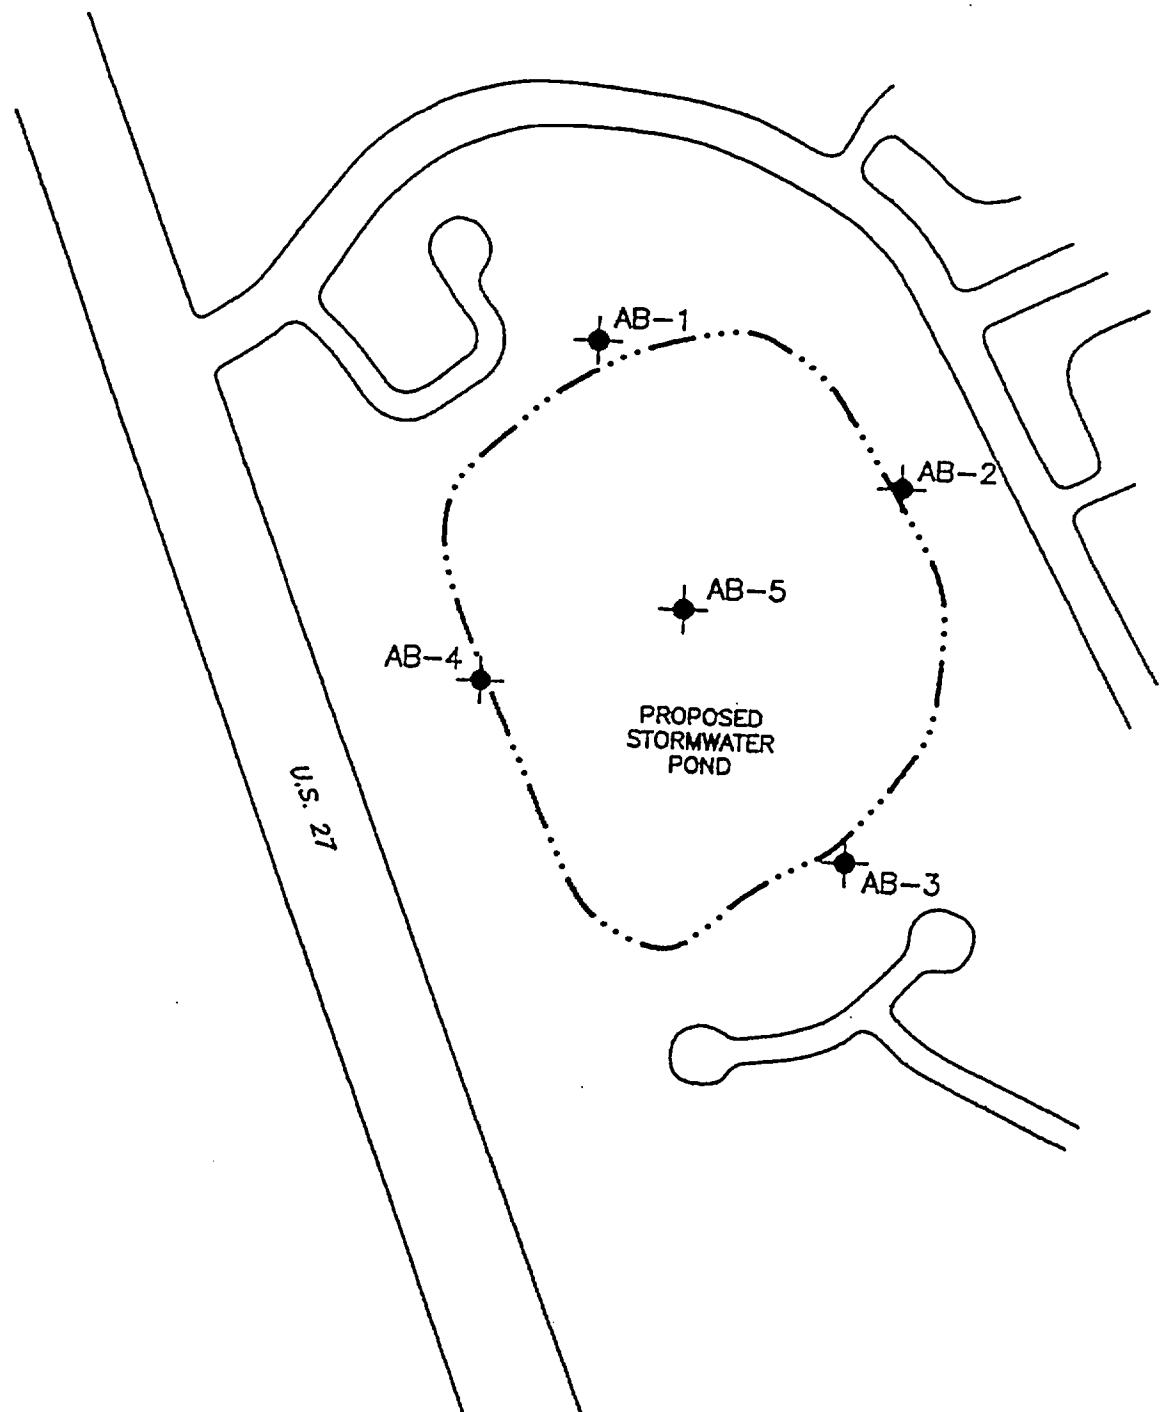 AB-1
AB-2
AB-5
AB-4
PROPOSED
STORMWATER
POND
U.S. 27
AB-3